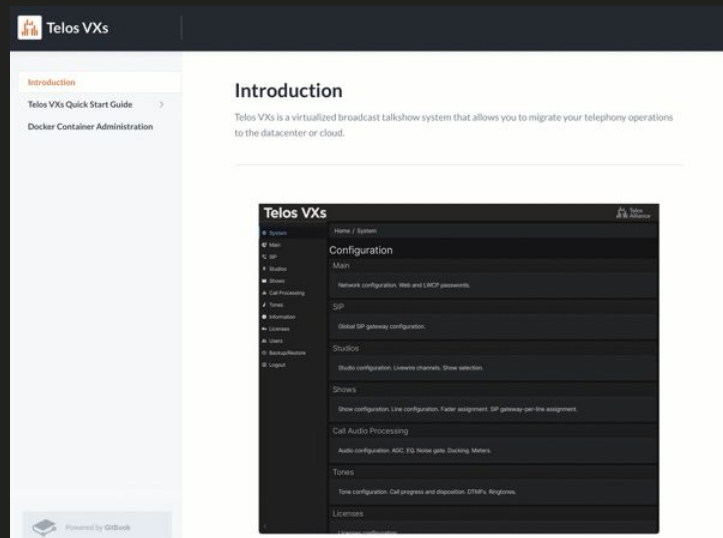 Telos VXs
Introduction
Telos VXs Quick Start Guide
Docker Container Administration
Powered by GitBook
Introduction
Telos VXs is a virtualized broadcast talkshow system that allows you to migrate your telephony operations
to the datacenter or cloud.
Telos VXs
Telos
Alliance
System
Main
SIP
Studios
Shows
Call Processing
Tones
Information
Licenses
Users
Backup/Restore
Logout
Home / System
Configuration
Main
Network configuration. Web and LWCP passwords.
SIP
Global SIP gateway configuration.
Studios
Studio configuration. Livewire channels. Show selection.
Shows
Show configuration. Line configuration. Fader assignment. SIP gateway-per-line assignment.
Call Audio Processing
Audio configuration. AGC. EQ. Noise gate. Ducking. Meters.
Tones
Tone configuration. Call progress and disposition. DTMFs. Ringtones.
Licenses
Licenses configuration.